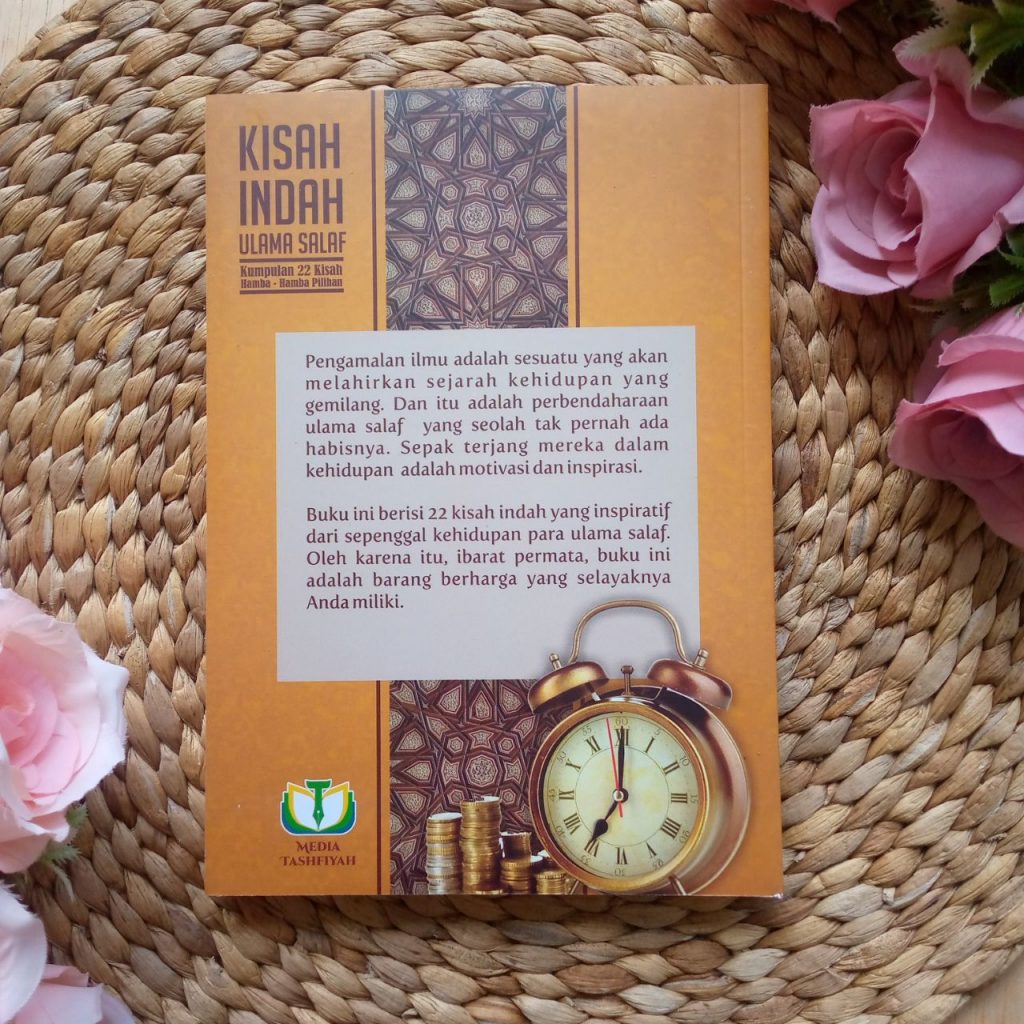 KISAH
INDAH
ULAMA SALAF
Kumpulan 22 Kisah
Hamba - Hamba Pilihan
Pengamalan ilmu adalah sesuatu yang akan
melahirkan sejarah kehidupan yang
gemilang. Dan itu adalah perbendaharaan
ulama salaf yang seolah tak pernah ada
habisnya. Sepak terjang mereka dalam
kehidupan adalah motivasi dan inspirasi.
Buku ini berisi 22 kisah indah yang inspiratif
dari sepenggal kehidupan para ulama salaf.
Oleh karena itu, ibarat permata, buku ini
adalah barang berharga yang selayaknya
Anda miliki.
MEDIA
TASHFIYAH